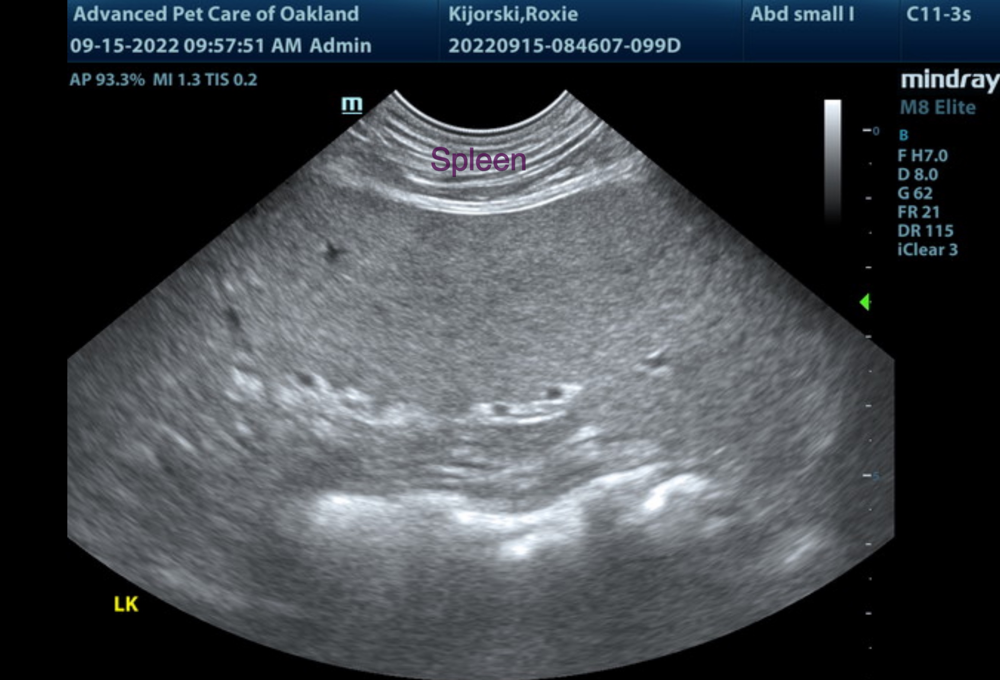 Advanced Pet Care of Oakland
09-15-2022 09:57:51 AM Admin
Kijorski,Roxie
20220915-084607-099D
Abd small I
C11-3s
AP 93.3% MI 1.3 TIS 0.2
m
mindray
M8 Elite
B
F H7.0
D 8.0
G 62
FR 21
DR 115
iClear 3
0
Spleen
5
LK